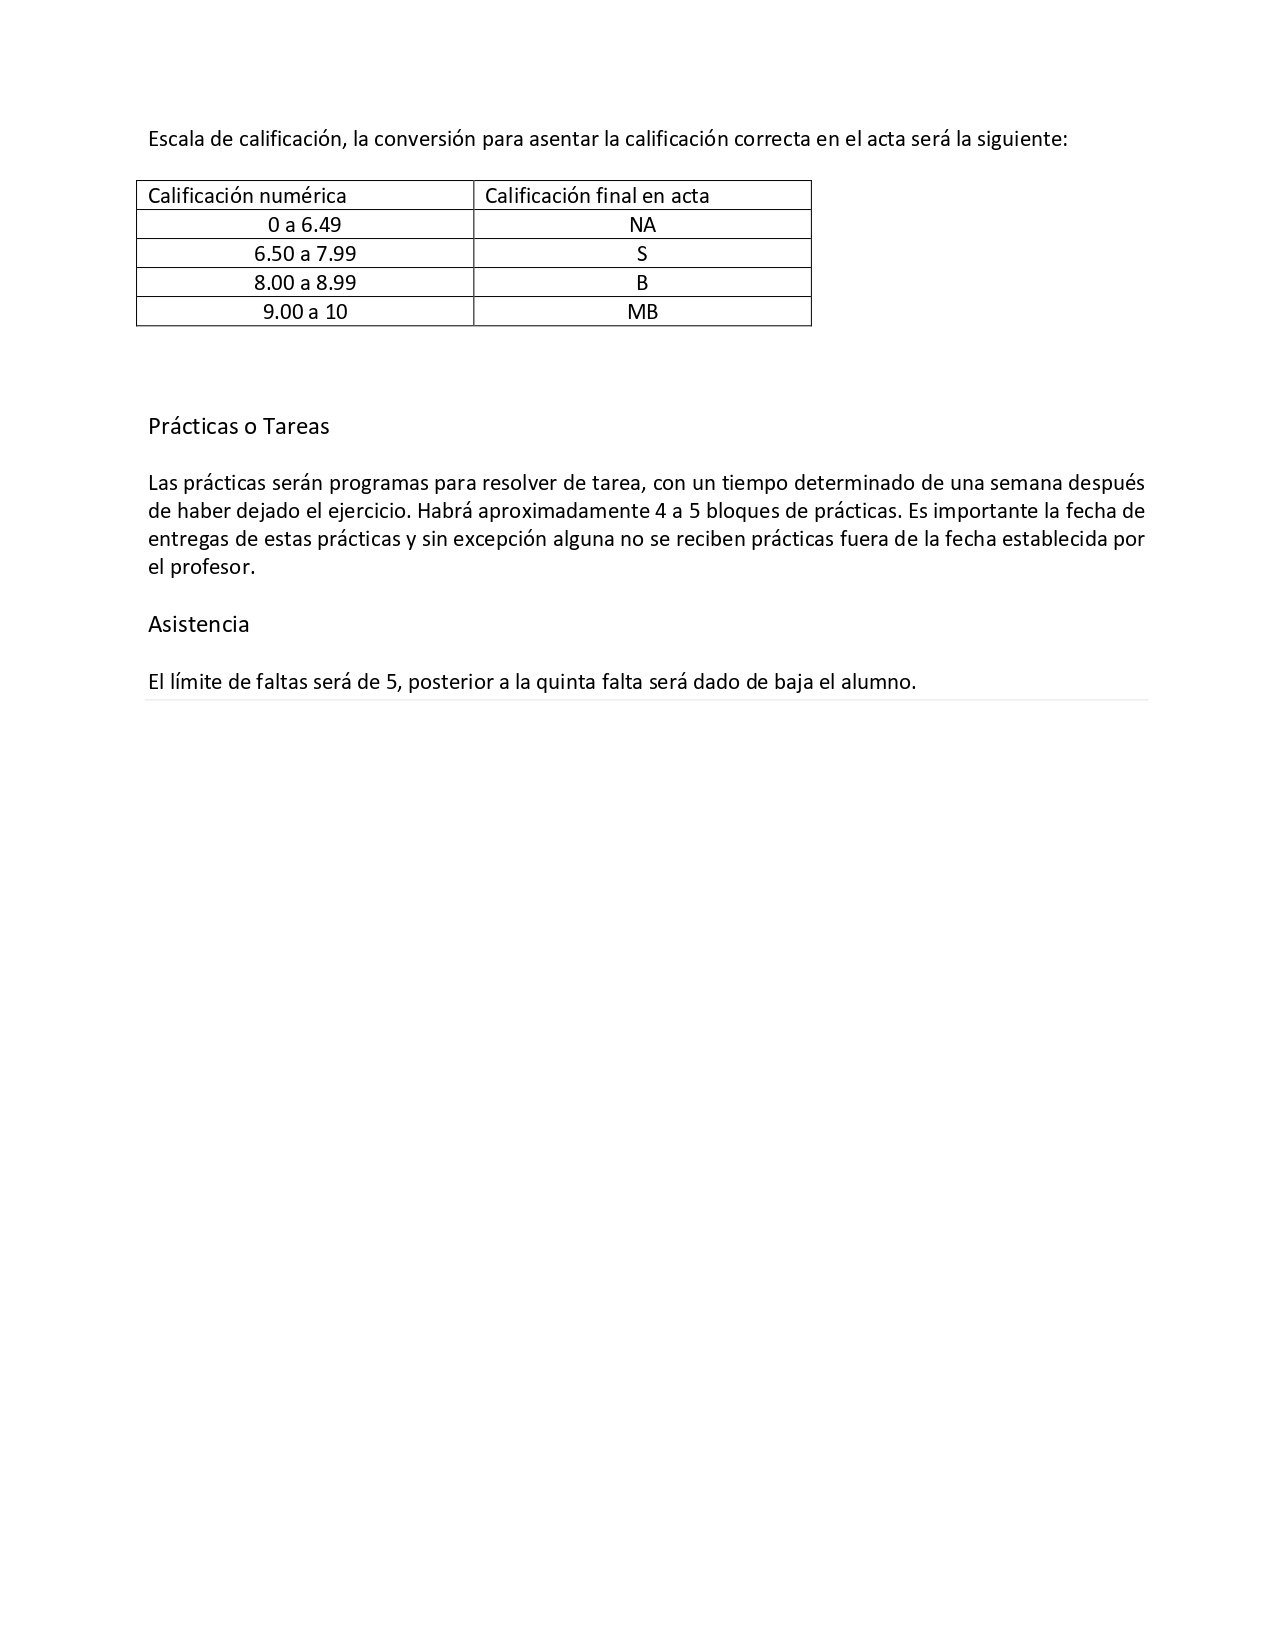 Escala de calificación, la conversión para asentar la calificación correcta en el acta será la siguiente:
Calificación numérica Calificación final en acta
0 a 6.49 NA
6.50 a 7.99 S
8.00 a 8.99 B
9.00 a 10 MB
Prácticas o Tareas
Las prácticas serán programas para resolver de tarea, con un tiempo determinado de una semana después
de haber dejado el ejercicio. Habrá aproximadamente 4 a 5 bloques de prácticas. Es importante la fecha de
entregas de estas prácticas y sin excepción alguna no se reciben prácticas fuera de la fecha establecida por
el profesor.
Asistencia
El límite de faltas será de 5, posterior a la quinta falta será dado de baja el alumno.